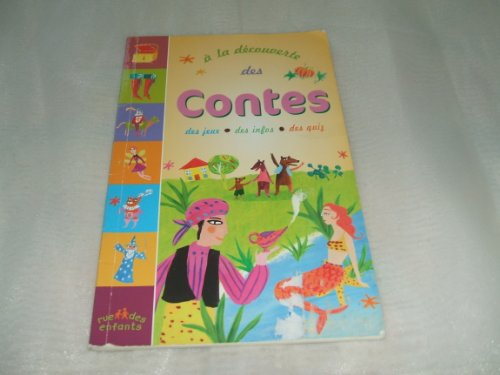 à la découverte
des
Contes
des jeux • des infos • des quiz
rue des
enfants